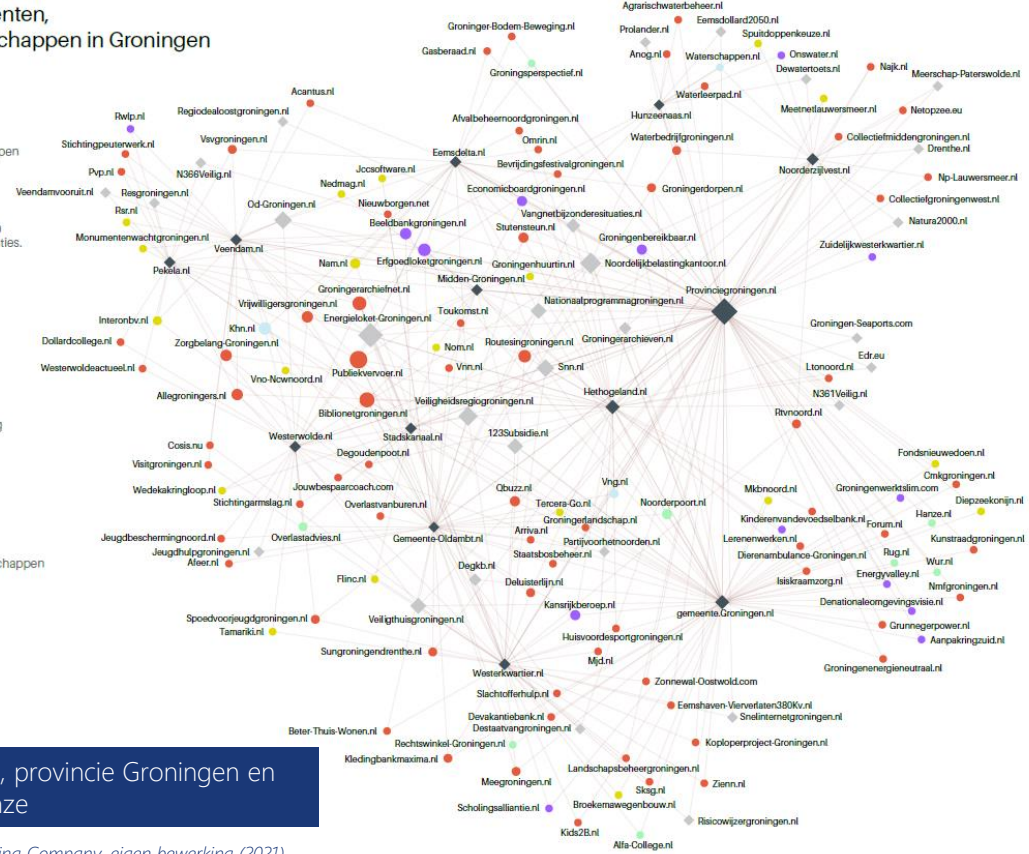 enten,
chappen in Groningen
pen
ties.
g
chappen
, provincie Groningen en
nze
Agrarischwaterbeheer.nl
Prolander.nl
Eemsdollard2050.nl
Groninger-Bodem-Beweging.nl
Spuitdoppenkeuze.nl
Gasberaad.nl
Anog.nl
Waterschappen.nl
Onswater.nl
Groningsperspectief.nl
Dewatertoets.nl
Najk.nl
Meerschap-Paterswolde.nl
Acantus.nl
Waterleerpad.nl
Regiodealoostgroningen.nl
Hunzeenaas.nl
Meetnetlauwersmeer.nl
Netopzee.eu
Rwlp.nl
Afvalbeheernoordgroningen.nl
Stichtingpeuterwerk.nl
Vsvgroningen.nl
Omrin.nl
Waterbedrijfgroningen.nl
Collectiefmiddengroningen.nl
Drenthe.nl
Eemsdelta.nl
Bevrijdingsfestivalgroningen.nl
Noorderzijlvest.nl
Pvp.nl
N366Veilig.nl
Jccsoftware.nl
Np-Lauwersmeer.nl
Nedmag.nl
Economicboardgroningen.nl
Groningerdorpen.nl
Veendamvooruit.nl
Resgroningen.nl
Od-Groningen.nl
Nieuwborgen.net
Collectiefgroningenwest.nl
Rsr.nl
Vangnetbijzonderesituaties.nl
Beeldbankgroningen.nl
Stutensteun.nl
Natura2000.nl
Monumentenwachtgroningen.nl
Veendam.nl
Groningenbereikbaar.nl
Zuidelijkwesterkwartier.nl
Pekela.nl
Nam.nl
Erfgoedloketgroningen.nl
Groningenhuurtin.nl
Noordelijkbelastingkantoor.nl
Midden-Groningen.nl
Groningerarchiefnet.nl
Provinciegroningen.nl
Vrijwilligersgroningen.nl
Nationaalprogrammagroningen.nl
Interonbv.nl
Energieloket-Groningen.nl
Toukomst.nl
Khn.nl
Groningen-Seaports.com
Dollardcollege.nl
Zorgbelang-Groningen.nl
Nom.nl
Routesingroningen.nl
Groningerarchieven.nl
Edr.eu
Westerwoldeactueel.nl
Vno-Ncwnoord.nl
Publiekvervoer.nl
Vnn.nl
Snn.nl
Ltonoord.nl
Allegroningers.nl
Hethogeland.nl
N361Veilig.nl
Veiligheidsregiogroningen.nl
Biblionetgroningen.nl
Rtvnoord.nl
Westerwolde.nl
Stadskanaal.nl
123Subsidie.nl
Cosis.nu
Degoudenpoot.nl
Fondsnieuwedoen.nl
Visitgroningen.nl
Cmkgroningen.nl
Jouwbespaarcoach.com
Qbuzz.nl
Vng.nl
Mkbnoord.nl
Groningenwerktslim.com
Wedekakringloop.nl
Stichtingarmslag.nl
Overlastvanburen.nl
Tercera-Go.nl
Noorderpoort.nl
Diepzeekonijn.nl
Groningerlandschap.nl
Kinderenvandevoedselbank.nl
Forum.nl
Hanze.nl
Jeugdbeschermingnoord.nl
Overlastadvies.nl
Gemeente-Oldambt.nl
Arriva.nl
Partijvoorhetnoorden.nl
Lerenenwerken.nl
Kunstraadgroningen.nl
Jeugdhulpgroningen.nl
Staatsbosbeheer.nl
Dierenambulance-Groningen.nl
Rug.nl
Wur.nl
Afeer.nl
Degkb.nl
Energyvalley.nl
Flinc.nl
Deluisterlijn.nl
Isiskraamzorg.nl
Nmfgroningen.nl
Kansrijkberoep.nl
Denationaleomgevingsvisie.nl
Spoedvoorjeugdgroningen.nl
Veiligthuisgroningen.nl
gemeente.Groningen.nl
Grunnegerpower.nl
Tamariki.nl
Huisvoordesportgroningen.nl
Aanpakringzuid.nl
Sungroningendrenthe.nl
Mjd.nl
Groningenenergieneutraal.nl
Westerkwartier.nl
Zonnewal-Oostwold.com
Slachtofferhulp.nl
Eemshaven-Vierverlaten380Kv.nl
Devakantiebank.nl
Snelinternetgroningen.nl
Beter-Thuis-Wonen.nl
Destaatvangroningen.nl
Rechtswinkel-Groningen.nl
Koploperproject-Groningen.nl
Kledingbankmaxima.nl
Landschapsbeheergroningen.nl
Meegroningen.nl
Sksg.nl
Zienn.nl
Scholingsalliantie.nl
Broekemawegenbouw.nl
Risicowijzergroningen.nl
Kids2B.nl
Alfa-College.nl
ing Company, eigen bewerking (2021)